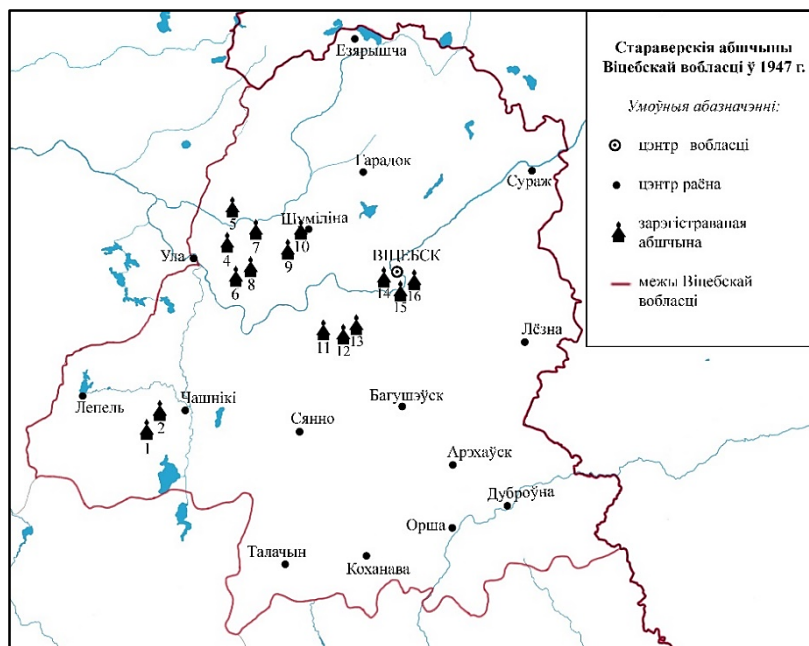 Стараверскія абшчыны
Віцебскай вобласці ў 1947 г.
Умоўныя абазначэнні:
цэнтр вобласці
цэнтр раёна
зарэгістраваная
абшчына
межы Віцебскай
вобласці
Езярышча
Гарадок
Сураж
5
Шуміліна
7
10
4
9
Ула
ВІЦЕБСК
8
6
14
16
15
11
13
12
Лёзна
Лепель
Чашнікі
Багушэўск
2
1
Сянно
Арэхаўск
Дуброўна
Орша
Талачын
Коханава